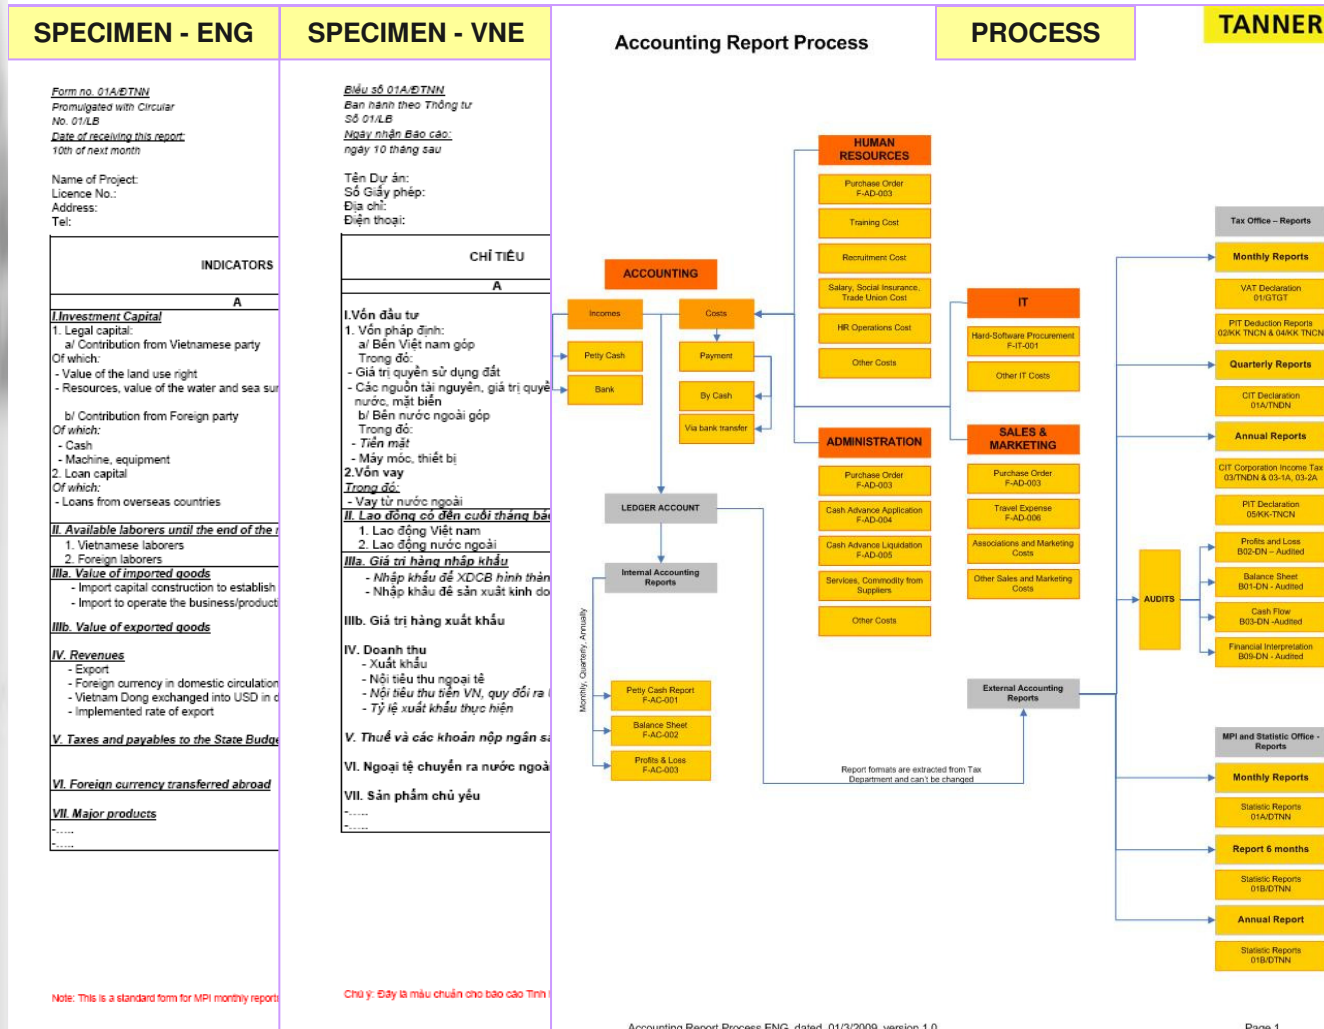 SPECIMEN - ENG
Form no. 01A/ĐTNN
Promulgated with Circular
No. 01/LB
Date of receiving this report:
10th of next month
Name of Project:
Licence No.:
Address:
Tel:
INDICATORS
A
I.Investment Capital
1. Legal capital:
a/ Contribution from Vietnamese party
Of which:
- Value of the land use right
- Resources, value of the water and sea sur
b/ Contribution from Foreign party
Of which:
- Cash
- Machine, equipment
2. Loan capital
Of which:
- Loans from overseas countries
II. Available laborers until the end of the r
1. Vietnamese laborers
2. Foreign laborers
IIIa. Value of imported goods
- Import capital construction to establish
- Import to operate the business/producti
IIIb. Value of exported goods
IV. Revenues
- Export
- Foreign currency in domestic circulation
- Vietnam Dong exchanged into USD in d
- Implemented rate of export
V. Taxes and payables to the State Budge
VI. Foreign currency transferred abroad
VII. Major products
-.....
-.....
Note: This is a standard form for MPI monthly report
SPECIMEN - VNE
Biểu số 01A/ĐTNN
Ban hành theo Thông tư
Số 01/LB
Ngày nhận Báo cáo:
ngày 10 tháng sau
Tên Dự án:
Số Giấy phép:
Địa chỉ:
Điện thoại:
CHỈ TIÊU
A
I.Vốn đầu tư
1. Vốn pháp định:
a/ Bên Việt nam góp
Trong đó:
- Giá trị quyền sử dụng đất
- Các nguồn tài nguyên, giá trị quyề
nước, mặt biển
b/ Bên nước ngoài góp
Trong đó:
- Tiền mặt
- Máy móc, thiết bị
2.Vốn vay
Trong đó:
- Vay từ nước ngoài
II. Lao động có đến cuối tháng báo
1. Lao động Việt nam
2. Lao động nước ngoài
IIIa. Giá trị hàng nhập khẩu
- Nhập khẩu để XDCB hình thàn
- Nhập khẩu để sản xuất kinh do
IIIb. Giá trị hàng xuất khẩu
IV. Doanh thu
- Xuất khẩu
- Nội tiêu thu ngoại tê
- Nội tiêu thu tiền VN, quy đổi ra
- Tỷ lệ xuất khẩu thực hiện
V. Thuế và các khoản nộp ngân sá
VI. Ngoại tệ chuyển ra nước ngoà
VII. Sản phẩm chủ yếu
-.....
-.....
Chú ý: Đây là mẫu chuẩn cho báo cáo Tình
Accounting Report Process
PROCESS
TANNER
ACCOUNTING
Incomes
Costs
Petty Cash
Bank
Payment
By Cash
Via bank transfer
LEDGER ACCOUNT
Internal Accounting
Reports
Monthly, Quarterly, Annually
Petty Cash Report
F-AC-001
Balance Sheet
F-AC-002
Profits & Loss
F-AC-003
HUMAN
RESOURCES
Purchase Order
F-AD-003
Training Cost
Recruitment Cost
Salary, Social Insurance,
Trade Union Cost
HR Operations Cost
Other Costs
IT
Hard-Software Procurement
F-IT-001
Other IT Costs
ADMINISTRATION
Purchase Order
F-AD-003
Cash Advance Application
F-AD-004
Cash Advance Liquidation
F-AD-005
Services, Commodity from
Suppliers
Other Costs
SALES &
MARKETING
Purchase Order
F-AD-003
Travel Expense
F-AD-006
Associations and Marketing
Costs
Other Sales and Marketing
Costs
External Accounting
Reports
Report formats are extracted from Tax
Department and can't be changed
AUDITS
Tax Office – Reports
Monthly Reports
VAT Declaration
01/GTGT
PIT Deduction Reports
02/KK TNCN & 04/KK TNCN
Quarterly Reports
CIT Declaration
01A/TNDN
Annual Reports
CIT Corporation Income Tax
03/TNDN & 03-1A, 03-2A
PIT Declaration
05/KK-TNCN
Profits and Loss
B02-DN – Audited
Balance Sheet
B01-DN - Audited
Cash Flow
B03-DN -Audited
Financial Interpretation
B09-DN - Audited
MPI and Statistic Office -
Reports
Monthly Reports
Statistic Reports
01A/DTNN
Report 6 months
Statistic Reports
01B/DTNN
Annual Report
Statistic Reports
01B/DTNN
Accounting Report Process ENG, dated 01/3/2009, version 1.0
Page 1